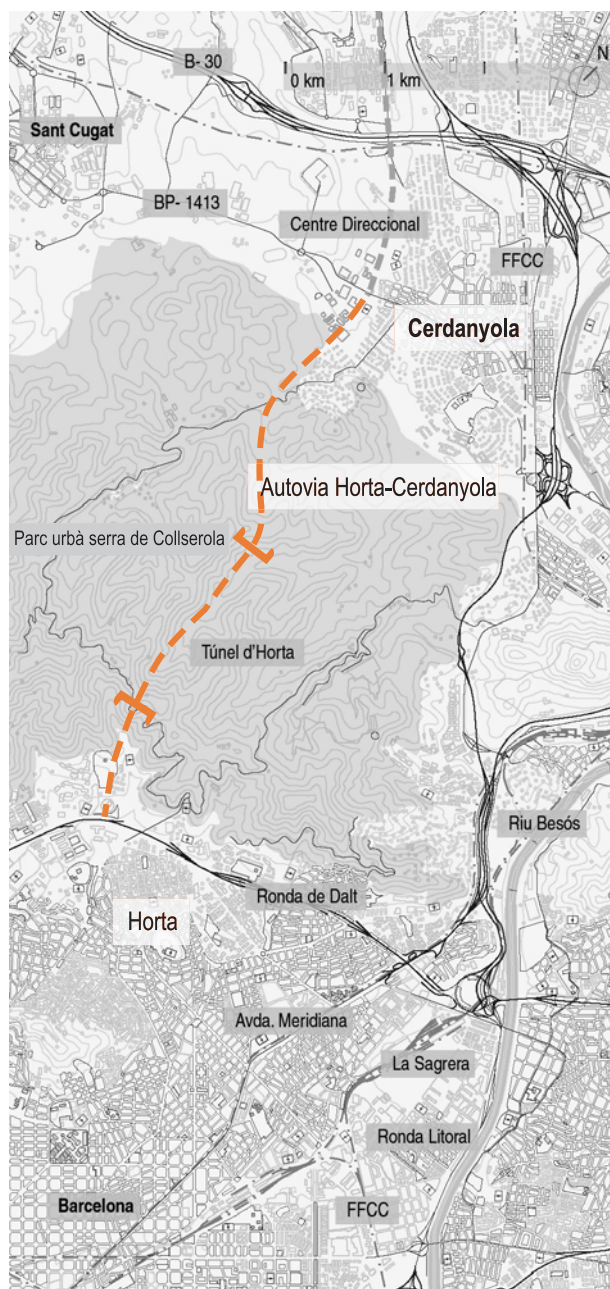 B- 30
N
0 km
1 km
Sant Cugat
BP- 1413
Centre Direccional
FFCC
Cerdanyola
Autovia Horta-Cerdanyola
Parc urbà serra de Collserola
Túnel d'Horta
Riu Besós
Ronda de Dalt
Horta
Avda. Meridiana
La Sagrera
Ronda Litoral
Barcelona
FFCC